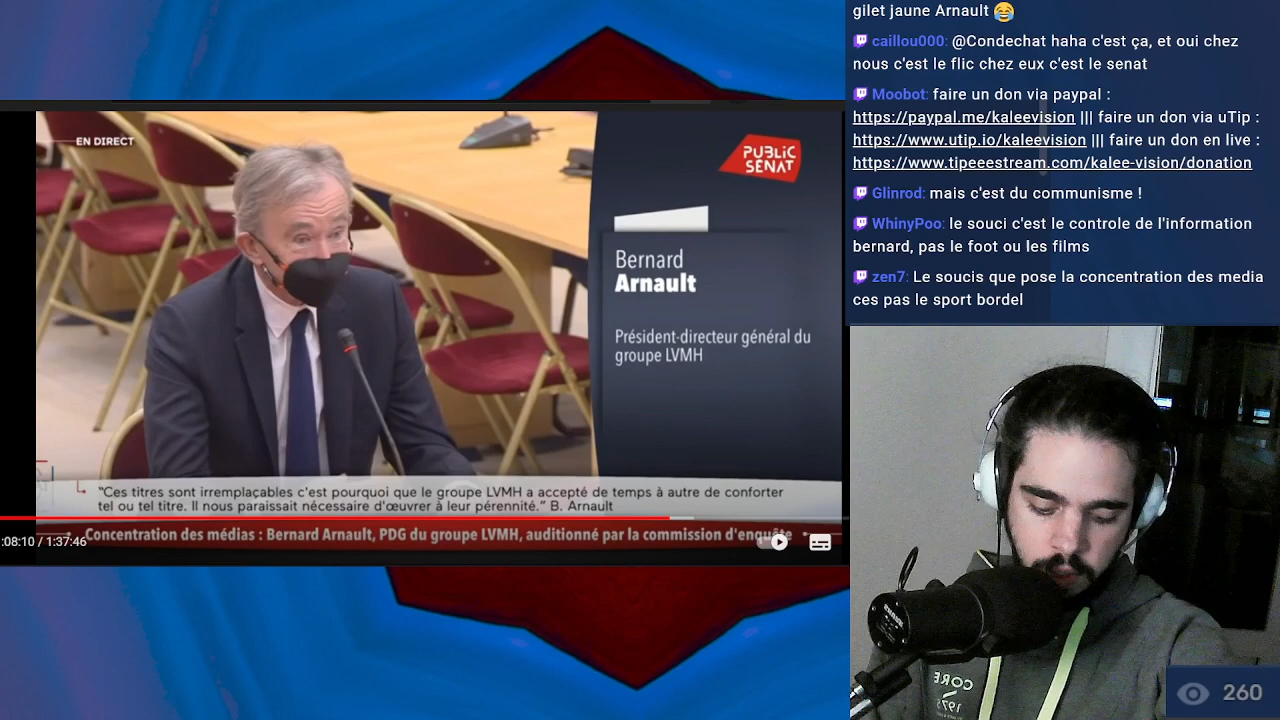 EN DIRECT
PUBLIC
SÉNAT
Bernard
Arnault
Président-directeur général du
groupe LVMH
"Ces titres sont irremplaçables c'est pourquoi que le groupe LVMH a accepté de temps à autre de conforter
tel ou tel titre. Il nous paraissait nécessaire d'œuvrer à leur pérennité." B. Arnault
Concentration des médias : Bernard Arnault, PDG du groupe LVMH, auditionné par la commission d'enquête
:08:10 / 1:37:46
gilet jaune Arnault 😂
caillou000: @Condechat haha c'est ça, et oui chez
nous c'est le flic chez eux c'est le senat
Moobot: faire un don via paypal :
https://paypal.me/kaleevision ||| faire un don via uTip :
https://www.utip.io/kaleevision ||| faire un don en live :
https://www.tipeeestream.com/kalee-vision/donation
Glinrod: mais c'est du communisme !
WhinyPoo: le souci c'est le controle de l'information
bernard, pas le foot ou les films
zen7: Le soucis que pose la concentration des media
ces pas le sport bordel
CORE
1975
260